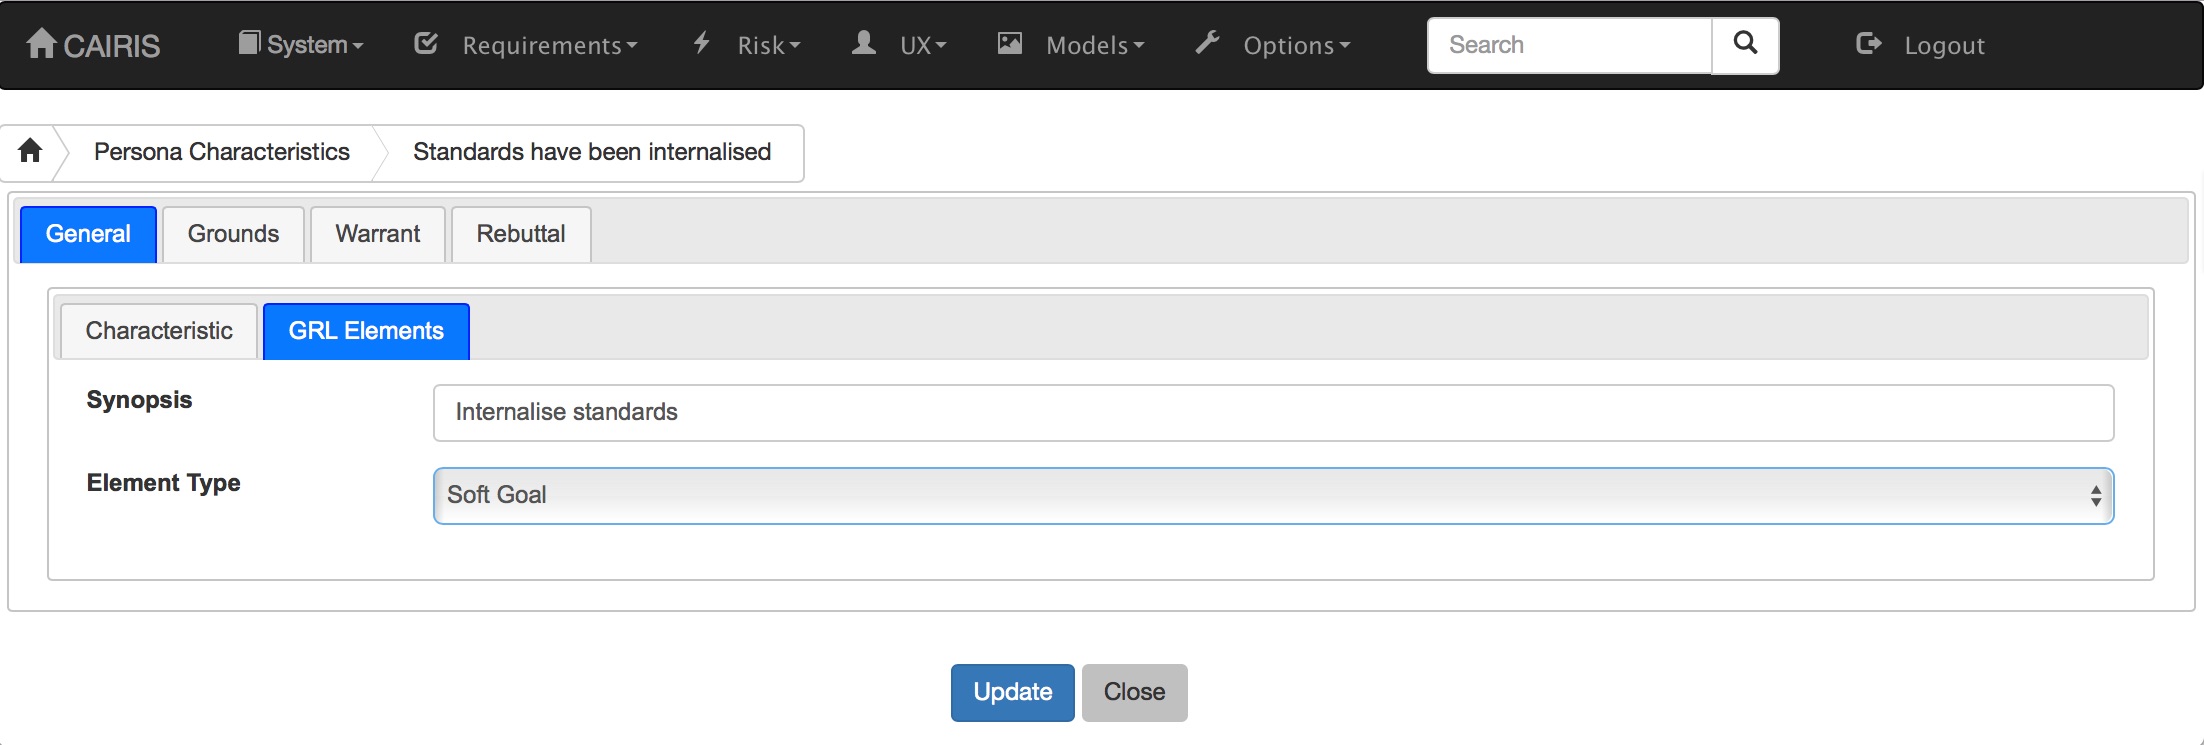 CAIRIS System Requirements Risk UX Models Options Search Logout
Persona Characteristics Standards have been internalised
General Grounds Warrant Rebuttal
Characteristic GRL Elements
Synopsis Internalise standards
Element Type Soft Goal
Update Close